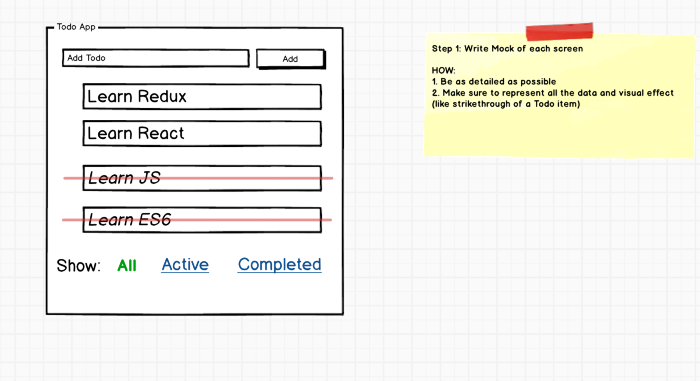 Todo App
Add Todo
Add
Learn Redux
Learn React
Learn JS
Learn ES6
Show: All Active Completed
Step 1: Write Mock of each screen
HOW:
1. Be as detailed as possible
2. Make sure to represent all the data and visual effect
(like strikethrough of a Todo item)